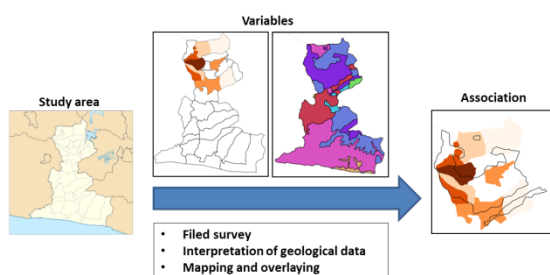 Variables
Study area
Association
• Filed survey
• Interpretation of geological data
• Mapping and overlaying